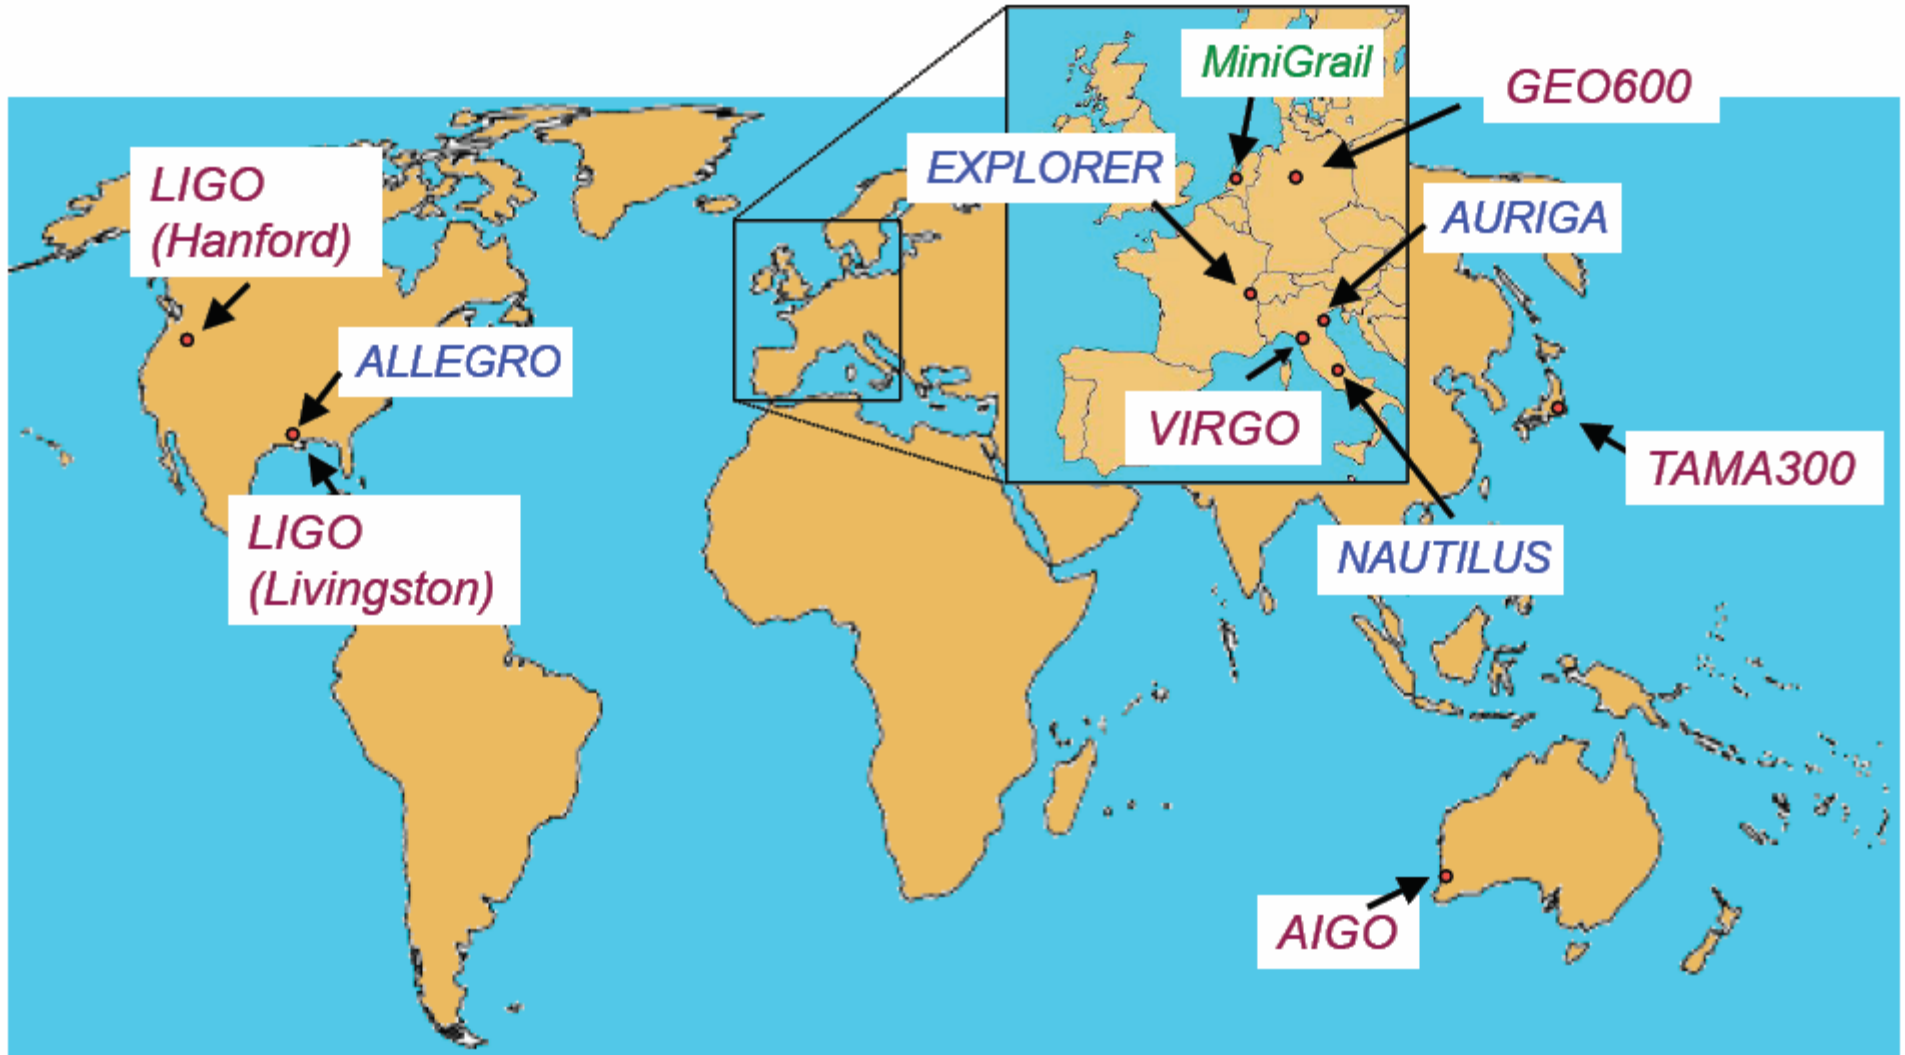 MiniGrail
GEO600
EXPLORER
LIGO
(Hanford)
AURIGA
ALLEGRO
VIRGO
TAMA300
LIGO
(Livingston)
NAUTILUS
AIGO